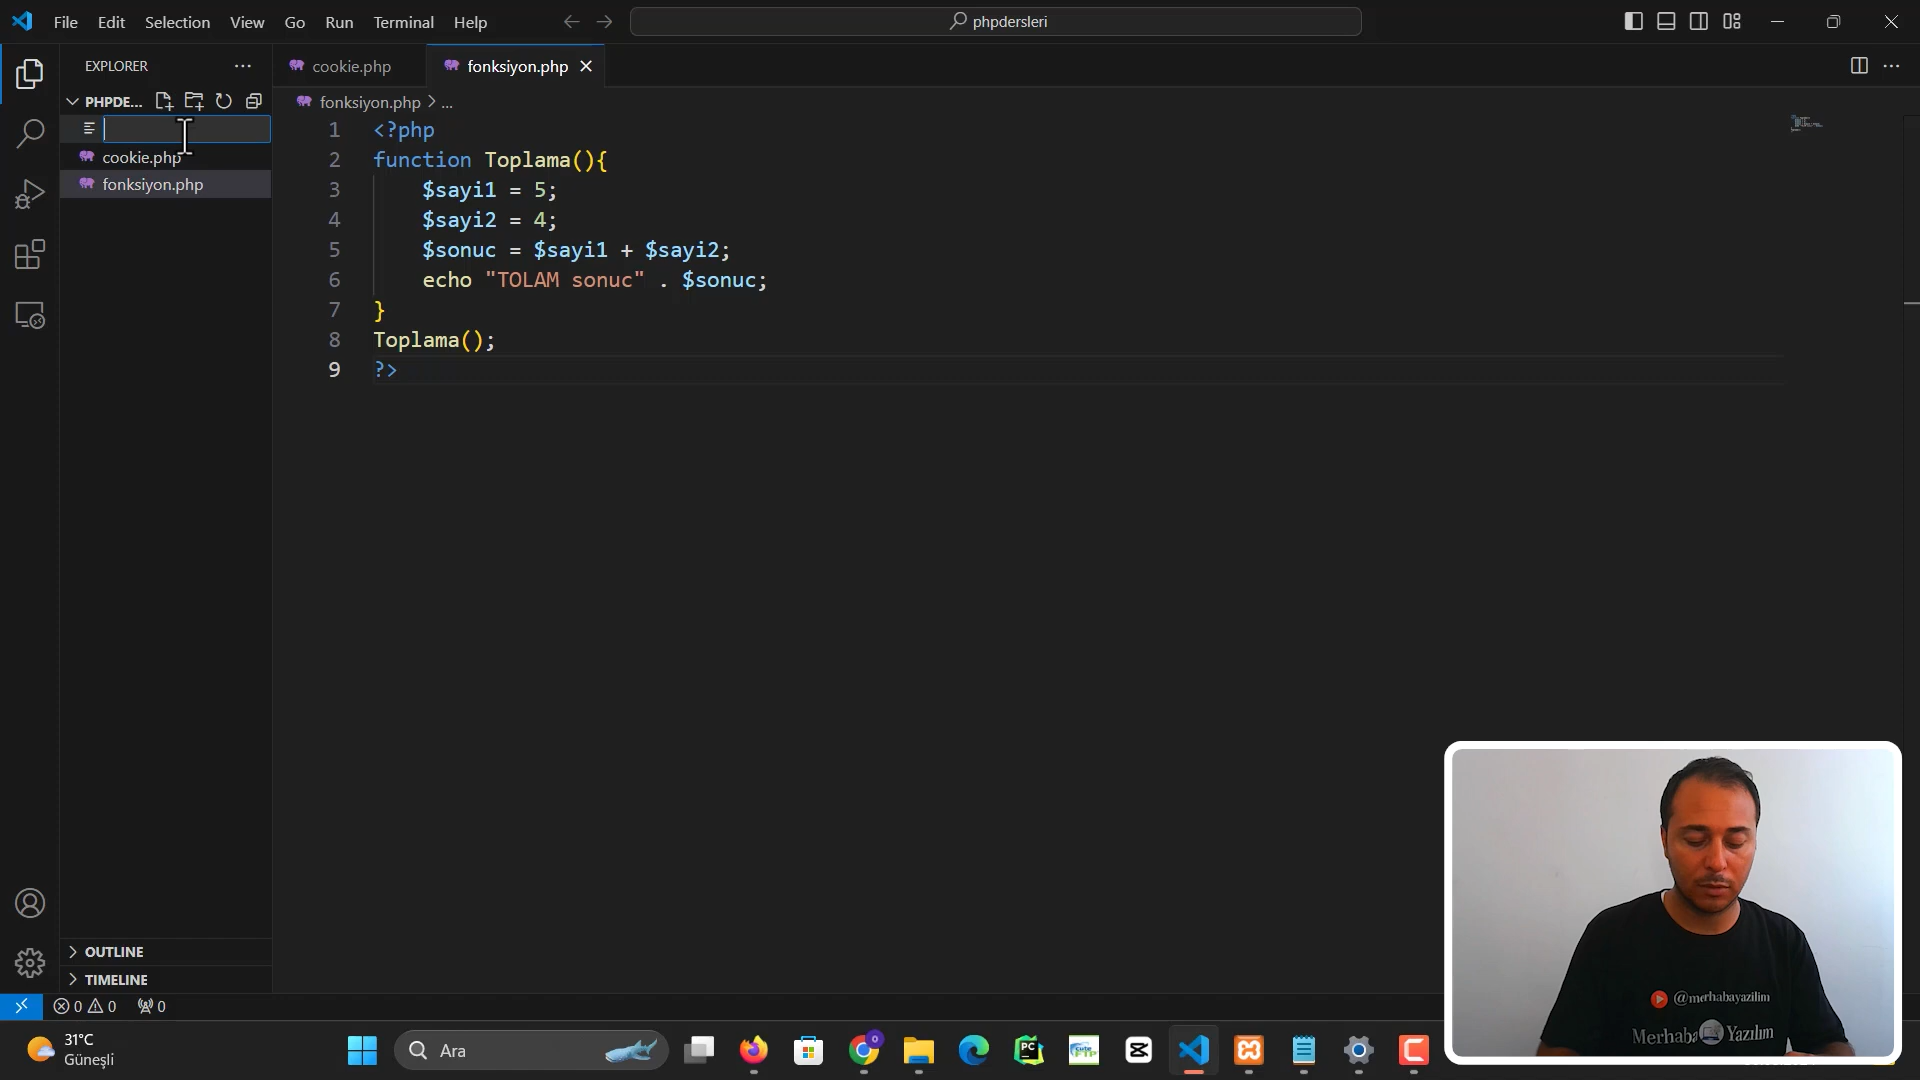 File Edit Selection View Go Run Terminal Help
phpdersleri
EXPLORER
PHPDE...
cookie.php
fonksiyon.php
cookie.php
fonksiyon.php
fonksiyon.php > ...
1 <?php
2 function Toplama(){
3 $sayi1 = 5;
4 $sayi2 = 4;
5 $sonuc = $sayi1 + $sayi2;
6 echo "TOLAM sonuc" . $sonuc;
7 }
8 Toplama();
9 ?>
OUTLINE
TIMELINE
0 0 0
31°C
Güneşli
Ara
@merhabayazilim
Merhaba Yazılım